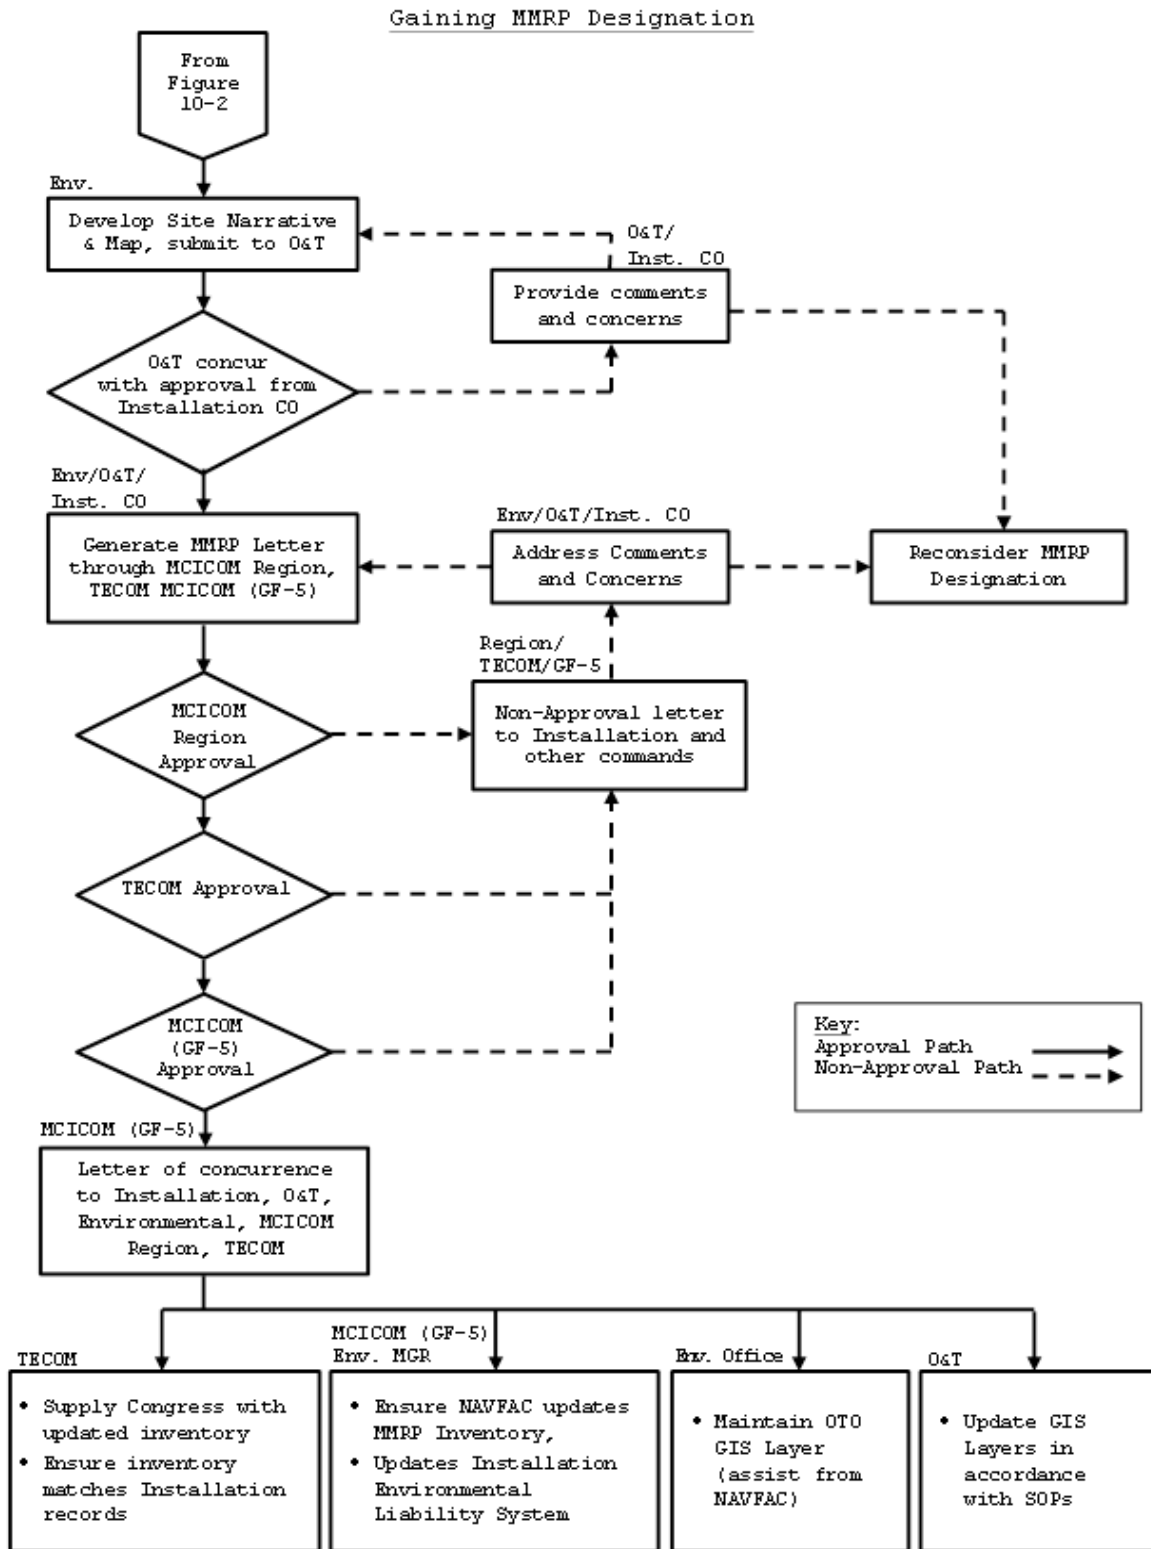 Gaining MMRP Designation
From
Figure
10-2
Env.
Develop Site Narrative
& Map, submit to O&T
O&T/
Inst. CO
Provide comments
and concerns
O&T concur
with approval from
Installation CO
Env/O&T/
Inst. CO
Generate MMRP Letter
through MCICOM Region,
TECOM MCICOM (GF-5)
Env/O&T/Inst. CO
Address Comments
and Concerns
Reconsider MMRP
Designation
Region/
TECOM/GF-5
Non-Approval letter
to Installation and
other commands
MCICOM
Region
Approval
TECOM Approval
MCICOM
(GF-5)
Approval
Key:
Approval Path
Non-Approval Path
MCICOM (GF-5)
Letter of concurrence
to Installation, O&T,
Environmental, MCICOM
Region, TECOM
TECOM
• Supply Congress with
updated inventory
• Ensure inventory
matches Installation
records
MCICOM (GF-5)
Env. MGR
• Ensure NAVFAC updates
MMRP Inventory,
• Updates Installation
Environmental
Liability System
Env. Office
• Maintain OTO
GIS Layer
(assist from
NAVFAC)
O&T
• Update GIS
Layers in
accordance
with SOPs